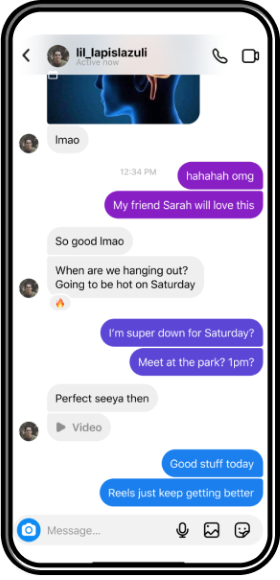 lil_lapislazuli
Active now
lmao
12:34 PM
hahahah omg
My friend Sarah will love this
So good lmao
When are we hanging out?
Going to be hot on Saturday
🔥
I'm super down for Saturday?
Meet at the park? 1pm?
Perfect seeya then
Video
Good stuff today
Reels just keep getting better
Message...